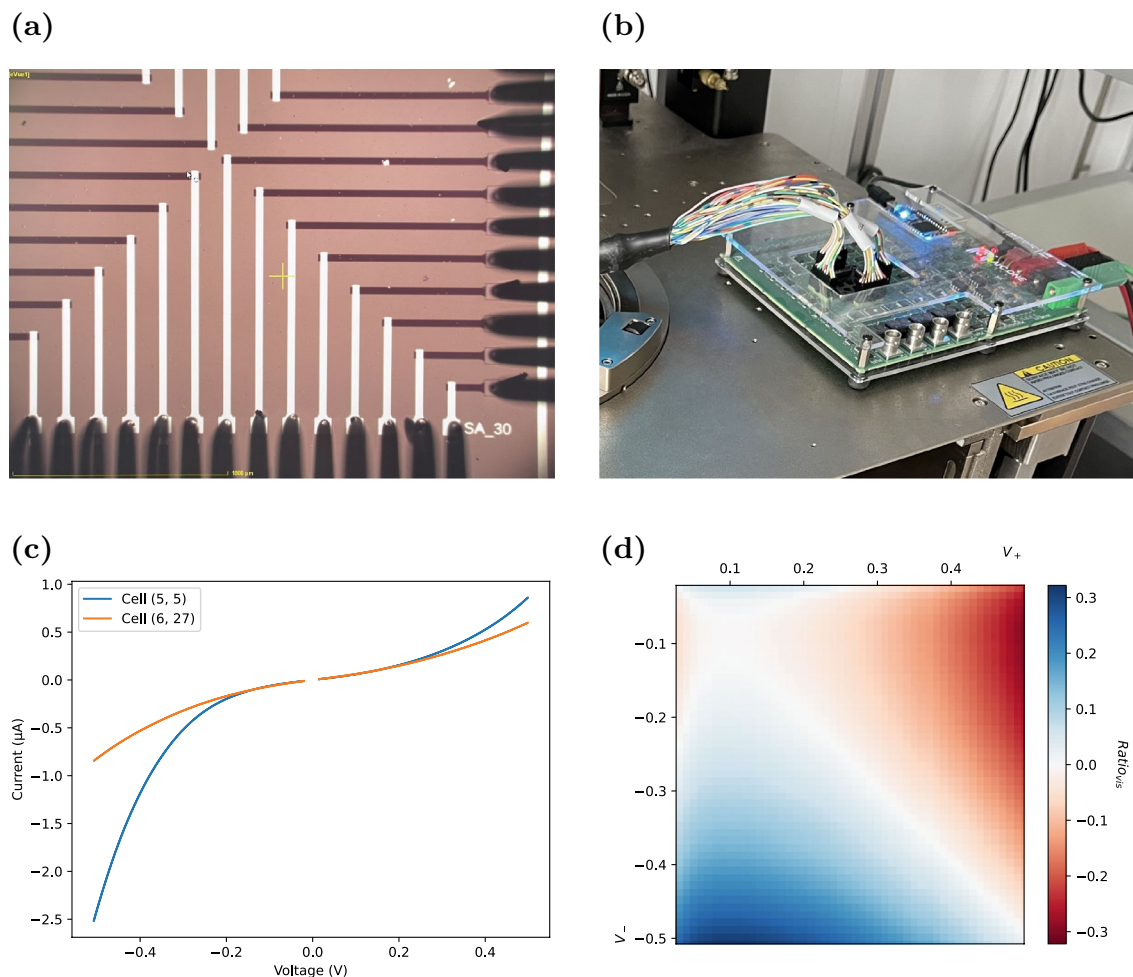 (a)
(b)
SA_30
1000 µm
CAUTION
(c)
1.0
0.5
0.0
−0.5
−1.0
−1.5
−2.0
−2.5
Current (µA)
Cell (5, 5)
Cell (6, 27)
−0.4
−0.2
0.0
0.2
0.4
Voltage (V)
(d)
V₊
0.1
0.2
0.3
0.4
−0.1
−0.2
−0.3
−0.4
−0.5
V₋
0.3
0.2
0.1
0.0
−0.1
−0.2
−0.3
Ratio_vis